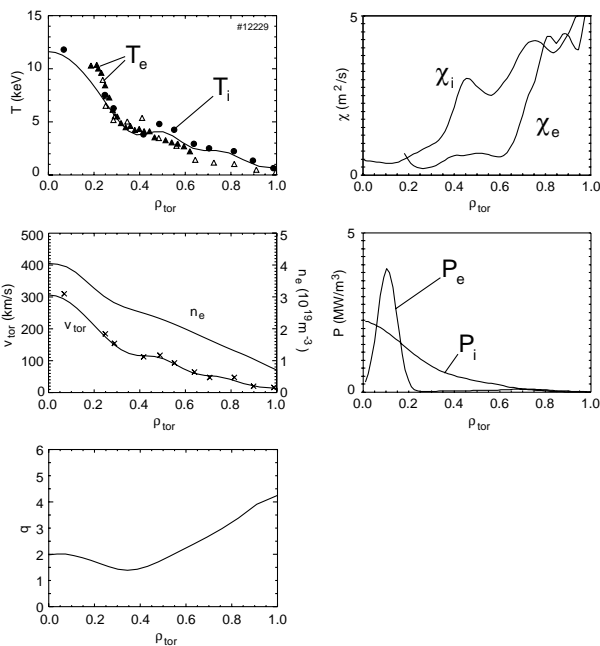 #12229
15
10
5
0
T (keV)
T_e
T_i
0.0 0.2 0.4 0.6 0.8 1.0
ρ_tor
5
0
χ (m²/s)
χ_i
χ_e
0.0 0.2 0.4 0.6 0.8 1.0
ρ_tor
500
400
300
200
100
0
v_tor (km/s)
n_e
v_tor
5
4
3
2
1
0
n_e (10¹⁹m⁻³)
0.0 0.2 0.4 0.6 0.8 1.0
ρ_tor
5
0
P (MW/m³)
P_e
P_i
0.0 0.2 0.4 0.6 0.8 1.0
ρ_tor
6
5
4
3
2
1
0
q
0.0 0.2 0.4 0.6 0.8 1.0
ρ_tor